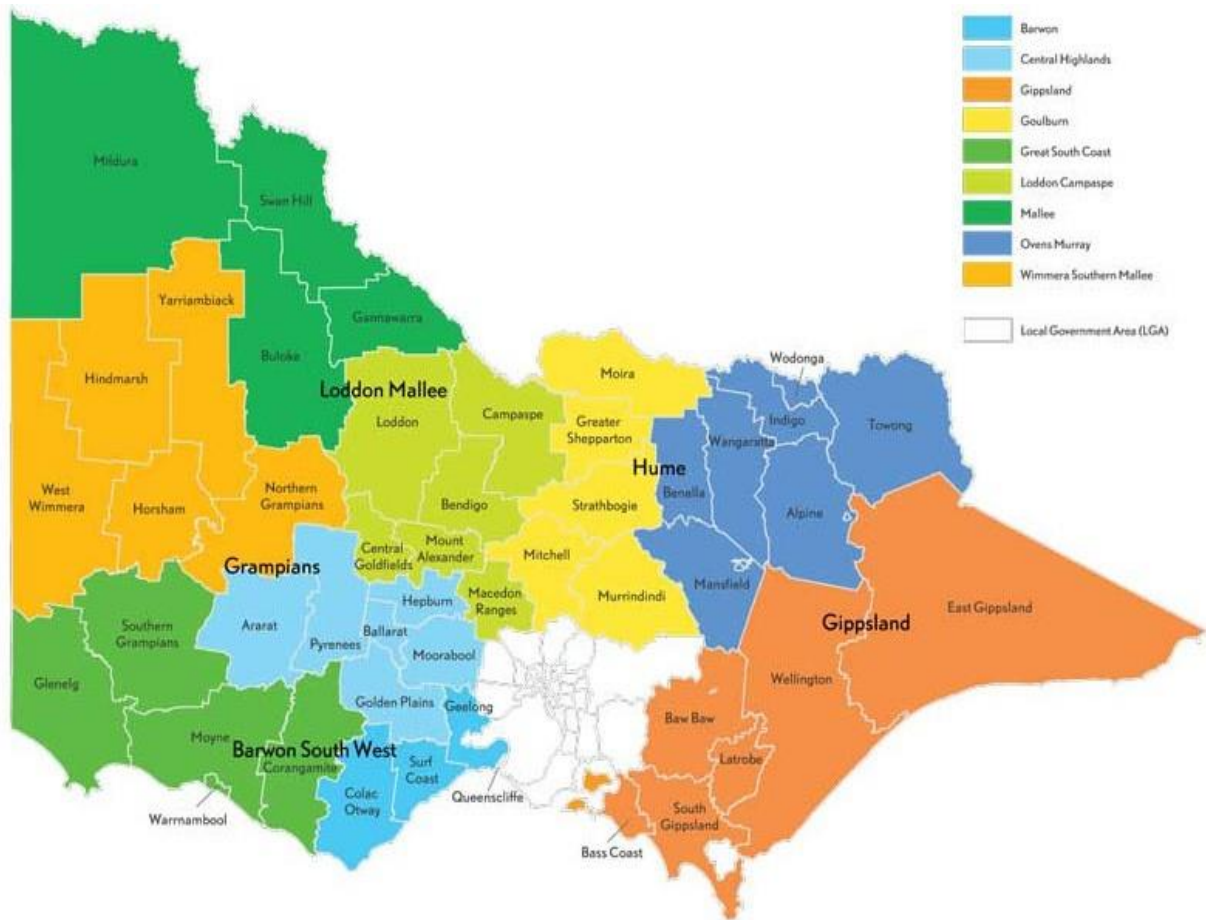 Barwon
Central Highlands
Gippsland
Goulburn
Great South Coast
Loddon Campaspe
Mallee
Ovens Murray
Wimmera Southern Mallee
Local Government Area (LGA)
Mildura
Swan Hill
Yarriambiack
Gannawarra
Buloke
Hindmarsh
Loddon Mallee
Loddon
Campaspe
Moira
Wodonga
Greater
Shepparton
Indigo
Towong
Wangaratta
Hume
Benalla
West
Wimmera
Horsham
Northern
Grampians
Bendigo
Strathbogie
Alpine
Central
Goldfields
Mount
Alexander
Mitchell
Grampians
Mansfield
Macedon
Ranges
Murrindindi
Hepburn
East Gippsland
Southern
Grampians
Ararat
Pyrenees
Ballarat
Moorabool
Gippsland
Glenelg
Wellington
Golden Plains
Geelong
Baw Baw
Moyne
Barwon South West
Corangamite
Surf
Coast
Latrobe
Colac
Otway
Queenscliffe
Warrnambool
South
Gippsland
Bass Coast